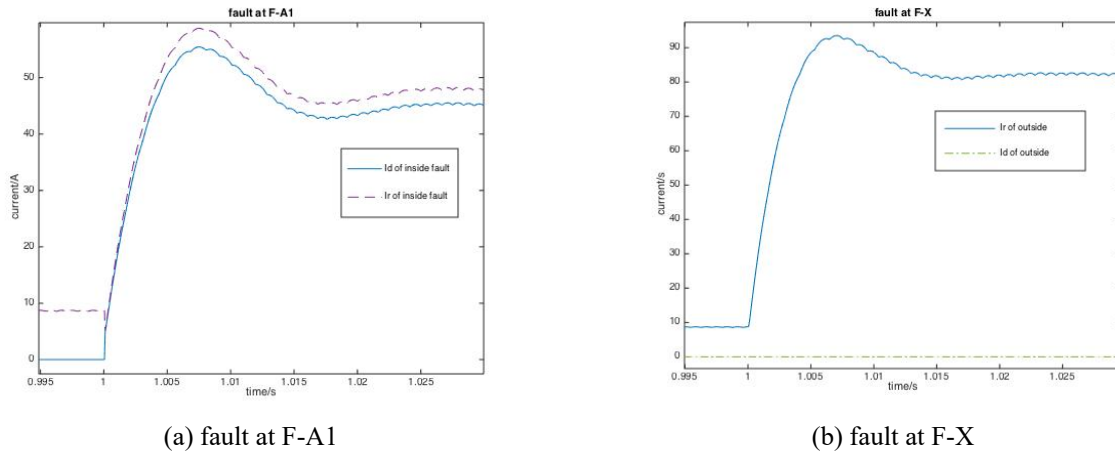 fault at F-A1
current/A
50
40
30
20
10
0
Id of inside fault
Ir of inside fault
0.995 1 1.005 1.01 1.015 1.02 1.025
time/s
(a) fault at F-A1
fault at F-X
current/s
90
80
70
60
50
40
30
20
10
0
Ir of outside
Id of outside
0.995 1 1.005 1.01 1.015 1.02 1.025
time/s
(b) fault at F-X